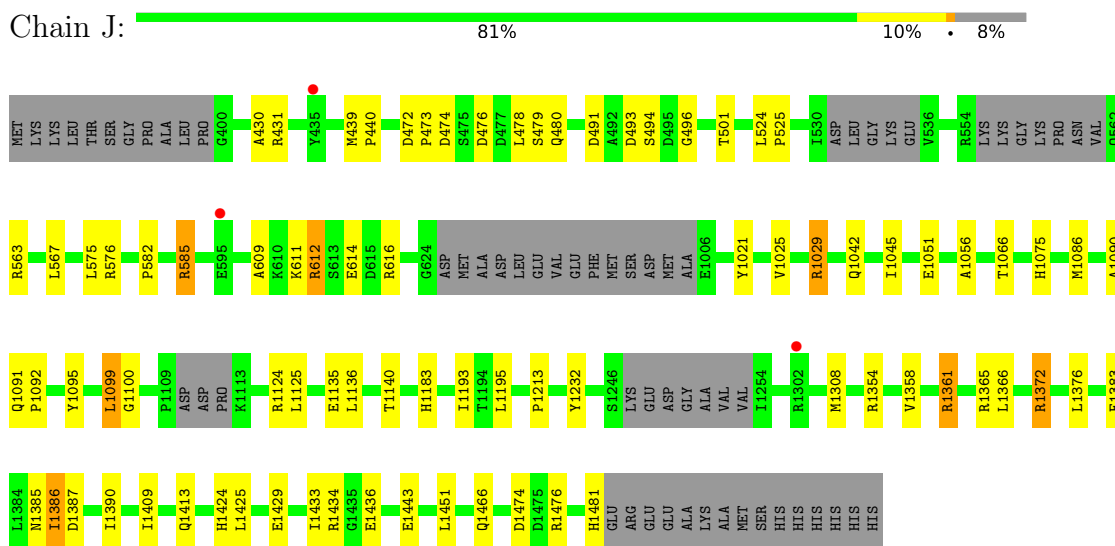 Chain J:
81% 10% • 8%
MET LYS LYS LEU THR SER GLY PRO ALA LEU PRO G400 A430 R431 Y435 M439 P440 D472 P473 D474 S475 D476 D477 L478 S479 Q480 D491 A492 D493 S494 D495 G496 T501 L524 P525 I530 ASP LEU GLY LYS GLU V536 R554 LYS LYS GLY LYS PRO ASN VAL Q562
R563 L567 L575 R576 P582 R585 E595 A609 K610 K611 R612 S613 E614 D615 R616 G624 ASP MET ALA ASP LEU GLU VAL GLU PHE MET SER ASP MET ALA E1006 Y1021 V1025 R1029 Q1042 I1045 E1051 A1056 T1066 H1075 M1086 A1090
Q1091 P1092 Y1095 L1099 G1100 P1109 ASP ASP PRO K1113 R1124 L1125 E1135 L1136 T1140 H1183 I1193 T1194 L1195 P1213 Y1232 S1246 LYS GLU ASP GLY ALA VAL VAL I1254 R1302 M1308 R1354 V1358 R1361 R1365 L1366 R1372 L1376 E1383
L1384 N1385 I1386 D1387 I1390 I1409 Q1413 H1424 L1425 E1429 I1433 R1434 G1435 E1436 E1443 L1451 Q1466 D1474 D1475 R1476 H1481 GLU ARG GLU GLU ALA LYS ALA MET SER HIS HIS HIS HIS HIS HIS